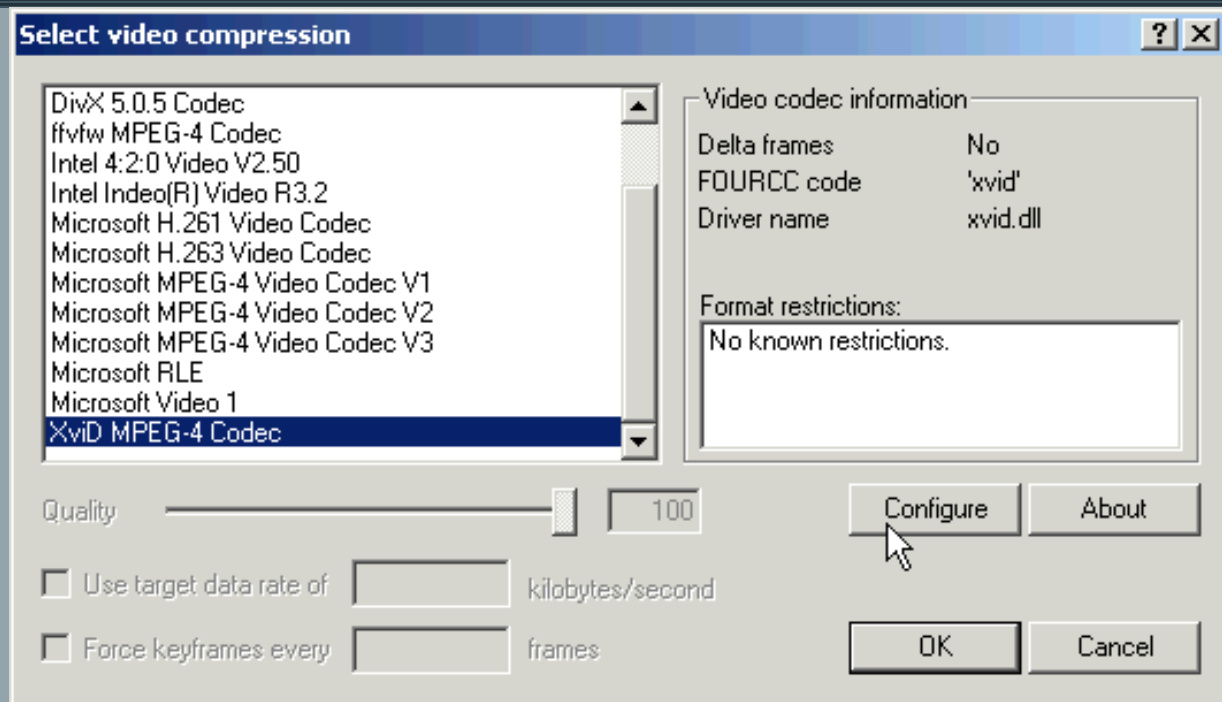 Select video compression
DivX 5.0.5 Codec
ffvfw MPEG-4 Codec
Intel 4:2:0 Video V2.50
Intel Indeo(R) Video R3.2
Microsoft H.261 Video Codec
Microsoft H.263 Video Codec
Microsoft MPEG-4 Video Codec V1
Microsoft MPEG-4 Video Codec V2
Microsoft MPEG-4 Video Codec V3
Microsoft RLE
Microsoft Video 1
XviD MPEG-4 Codec
Video codec information
Delta frames No
FOURCC code 'xvid'
Driver name xvid.dll
Format restrictions:
No known restrictions.
Quality 100
Configure About
Use target data rate of kilobytes/second
Force keyframes every frames
OK Cancel